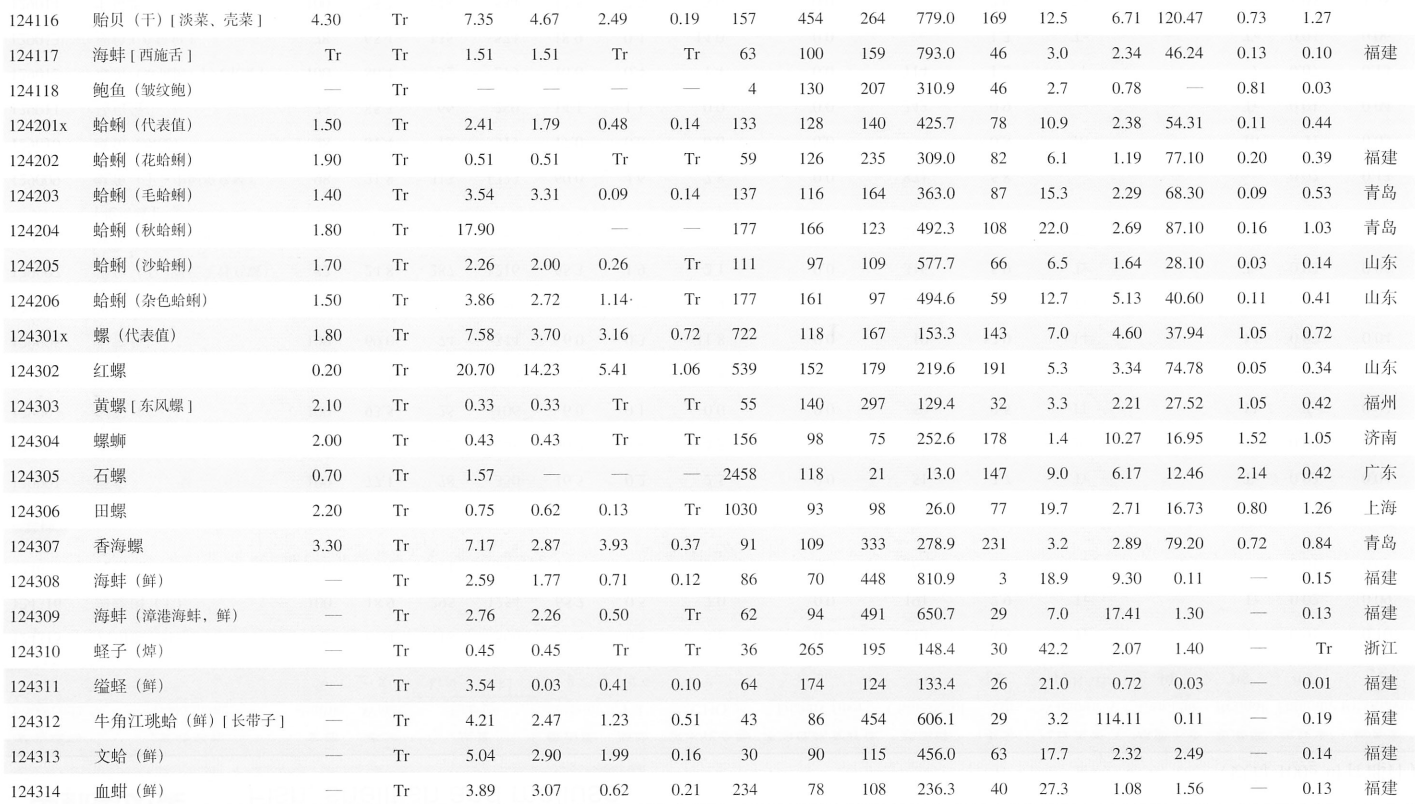 124116 贻贝（干）[淡菜、壳菜] 4.30 Tr 7.35 4.67 2.49 0.19 157 454 264 779.0 169 12.5 6.71 120.47 0.73 1.27
124117 海蚌[西施舌] Tr Tr 1.51 1.51 Tr Tr 63 100 159 793.0 46 3.0 2.34 46.24 0.13 0.10 福建
124118 鲍鱼（皱纹鲍） — Tr — — — — 4 130 207 310.9 46 2.7 0.78 — 0.81 0.03
124201x 蛤蜊（代表值） 1.50 Tr 2.41 1.79 0.48 0.14 133 128 140 425.7 78 10.9 2.38 54.31 0.11 0.44
124202 蛤蜊（花蛤蜊） 1.90 Tr 0.51 0.51 Tr Tr 59 126 235 309.0 82 6.1 1.19 77.10 0.20 0.39 福建
124203 蛤蜊（毛蛤蜊） 1.40 Tr 3.54 3.31 0.09 0.14 137 116 164 363.0 87 15.3 2.29 68.30 0.09 0.53 青岛
124204 蛤蜊（秋蛤蜊） 1.80 Tr 17.90 — — 177 166 123 492.3 108 22.0 2.69 87.10 0.16 1.03 青岛
124205 蛤蜊（沙蛤蜊） 1.70 Tr 2.26 2.00 0.26 Tr 111 97 109 577.7 66 6.5 1.64 28.10 0.03 0.14 山东
124206 蛤蜊（杂色蛤蜊） 1.50 Tr 3.86 2.72 1.14 Tr 177 161 97 494.6 59 12.7 5.13 40.60 0.11 0.41 山东
124301x 螺（代表值） 1.80 Tr 7.58 3.70 3.16 0.72 722 118 167 153.3 143 7.0 4.60 37.94 1.05 0.72
124302 红螺 0.20 Tr 20.70 14.23 5.41 1.06 539 152 179 219.6 191 5.3 3.34 74.78 0.05 0.34 山东
124303 黄螺[东风螺] 2.10 Tr 0.33 0.33 Tr Tr 55 140 297 129.4 32 3.3 2.21 27.52 1.05 0.42 福州
124304 螺蛳 2.00 Tr 0.43 0.43 Tr Tr 156 98 75 252.6 178 1.4 10.27 16.95 1.52 1.05 济南
124305 石螺 0.70 Tr 1.57 — — — 2458 118 21 13.0 147 9.0 6.17 12.46 2.14 0.42 广东
124306 田螺 2.20 Tr 0.75 0.62 0.13 Tr 1030 93 98 26.0 77 19.7 2.71 16.73 0.80 1.26 上海
124307 香海螺 3.30 Tr 7.17 2.87 3.93 0.37 91 109 333 278.9 231 3.2 2.89 79.20 0.72 0.84 青岛
124308 海蚌（鲜） — Tr 2.59 1.77 0.71 0.12 86 70 448 810.9 3 18.9 9.30 0.11 — 0.15 福建
124309 海蚌（漳港海蚌，鲜） — Tr 2.76 2.26 0.50 Tr 62 94 491 650.7 29 7.0 17.41 1.30 — 0.13 福建
124310 蛏子（焯） — Tr 0.45 0.45 Tr Tr 36 265 195 148.4 30 42.2 2.07 1.40 — Tr 浙江
124311 缢蛏（鲜） — Tr 3.54 0.03 0.41 0.10 64 174 124 133.4 26 21.0 0.72 0.03 — 0.01 福建
124312 牛角江珧蛤（鲜）[长带子] — Tr 4.21 2.47 1.23 0.51 43 86 454 606.1 29 3.2 114.11 0.11 — 0.19 福建
124313 文蛤（鲜） — Tr 5.04 2.90 1.99 0.16 30 90 115 456.0 63 17.7 2.32 2.49 — 0.14 福建
124314 血蚶（鲜） — Tr 3.89 3.07 0.62 0.21 234 78 108 236.3 40 27.3 1.08 1.56 — 0.13 福建